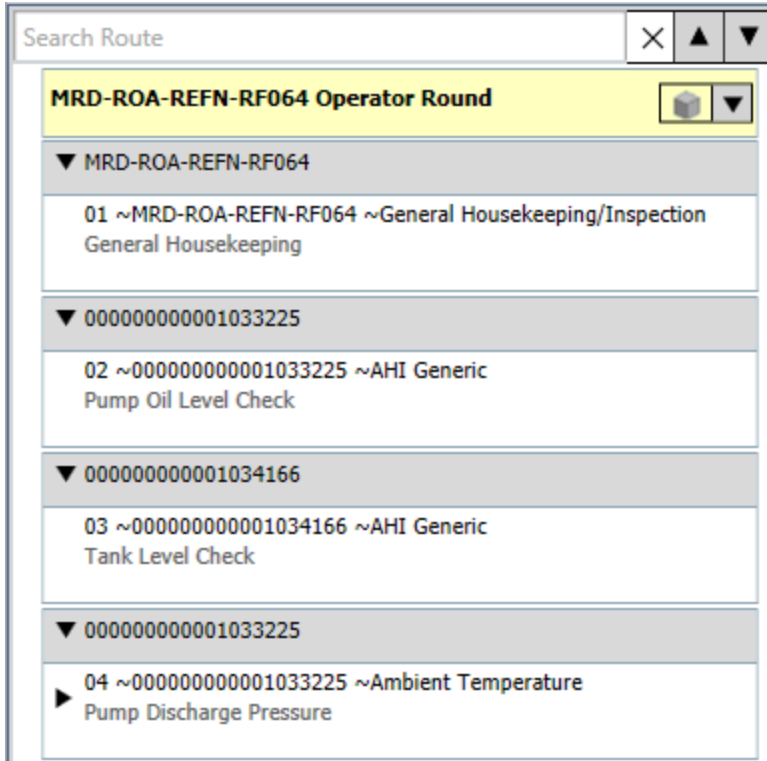 Search Route
MRD-ROA-REFN-RF064 Operator Round
MRD-ROA-REFN-RF064
01 ~MRD-ROA-REFN-RF064 ~General Housekeeping/Inspection
General Housekeeping
000000000001033225
02 ~000000000001033225 ~AHI Generic
Pump Oil Level Check
000000000001034166
03 ~000000000001034166 ~AHI Generic
Tank Level Check
000000000001033225
04 ~000000000001033225 ~Ambient Temperature
Pump Discharge Pressure